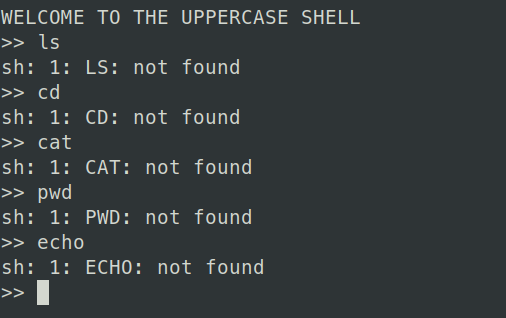 WELCOME TO THE UPPERCASE SHELL
>> ls
sh: 1: LS: not found
>> cd
sh: 1: CD: not found
>> cat
sh: 1: CAT: not found
>> pwd
sh: 1: PWD: not found
>> echo
sh: 1: ECHO: not found
>>